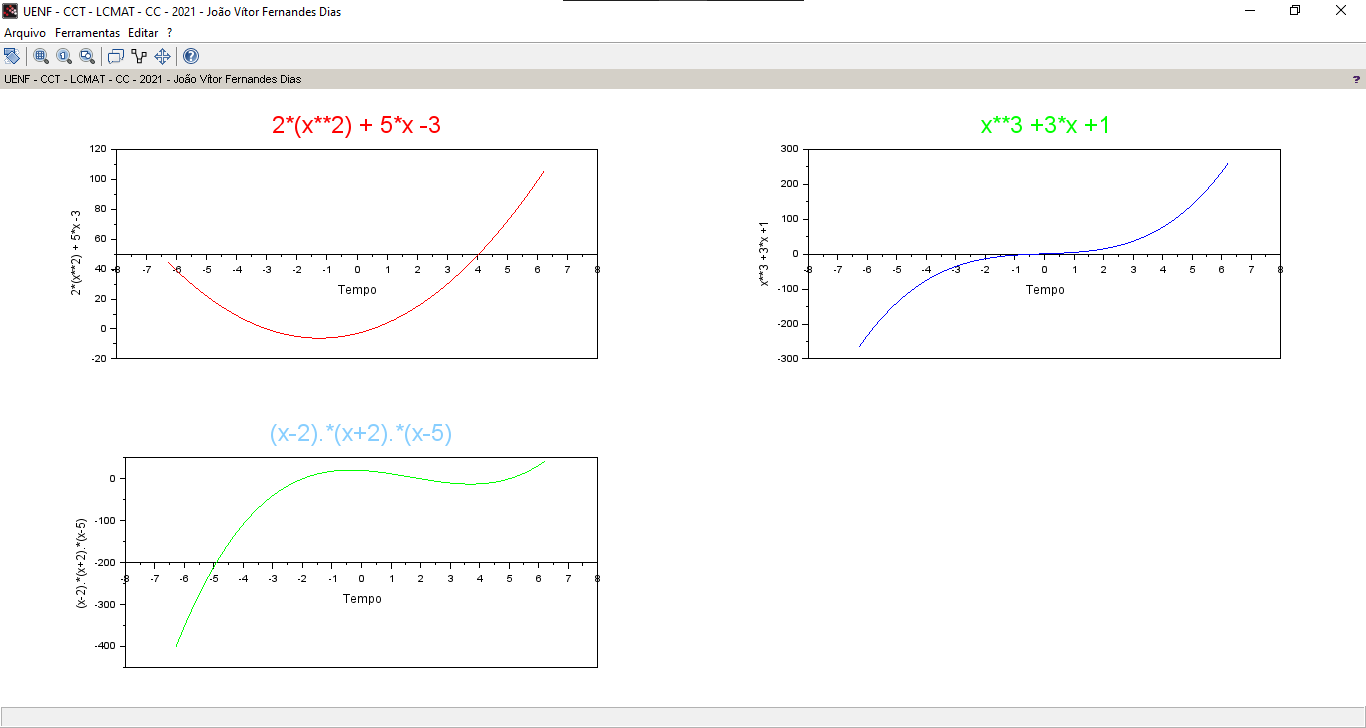 UENF - CCT - LCMAT - CC - 2021 - João Vítor Fernandes Dias
Arquivo Ferramentas Editar ?
UENF - CCT - LCMAT - CC - 2021 - João Vítor Fernandes Dias ?
2*(x**2) + 5*x -3
2*(x**2) + 5*x -3
120
100
80
60
40
20
0
-20
-8 -7 -6 -5 -4 -3 -2 -1 0 1 2 3 4 5 6 7 8
Tempo
x**3 +3*x +1
x**3 +3*x +1
300
200
100
0
-100
-200
-300
-8 -7 -6 -5 -4 -3 -2 -1 0 1 2 3 4 5 6 7 8
Tempo
(x-2).*(x+2).*(x-5)
(x-2).*(x+2).*(x-5)
0
-100
-200
-300
-400
-8 -7 -6 -5 -4 -3 -2 -1 0 1 2 3 4 5 6 7 8
Tempo